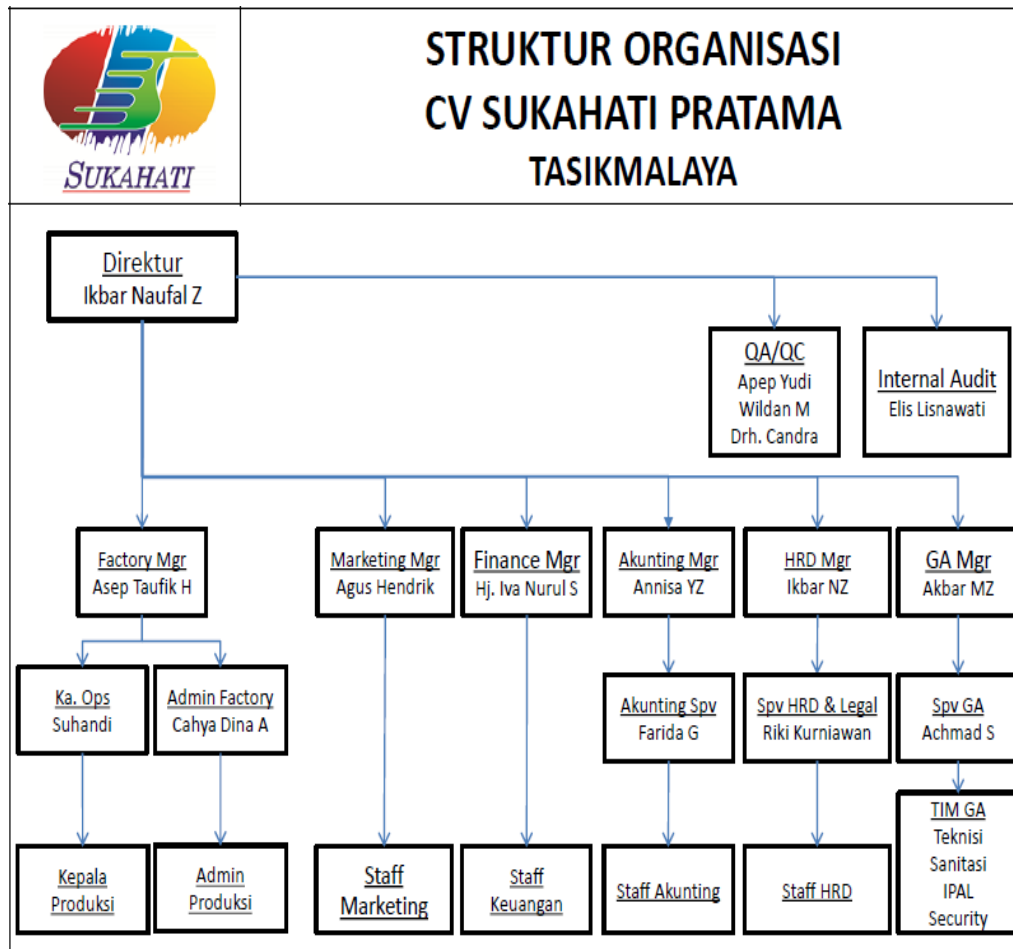 SUKAHATI
STRUKTUR ORGANISASI
CV SUKAHATI PRATAMA
TASIKMALAYA
Direktur
Ikbar Naufal Z
QA/QC
Apep Yudi
Wildan M
Drh. Candra
Internal Audit
Elis Lisnawati
Factory Mgr
Asep Taufik H
Marketing Mgr
Agus Hendrik
Finance Mgr
Hj. Iva Nurul S
Akunting Mgr
Annisa YZ
HRD Mgr
Ikbar NZ
GA Mgr
Akbar MZ
Ka. Ops
Suhandi
Admin Factory
Cahya Dina A
Akunting Spv
Farida G
Spv HRD & Legal
Riki Kurniawan
Spv GA
Achmad S
Kepala
Produksi
Admin
Produksi
Staff
Marketing
Staff
Keuangan
Staff Akunting
Staff HRD
TIM GA
Teknisi
Sanitasi
IPAL
Security